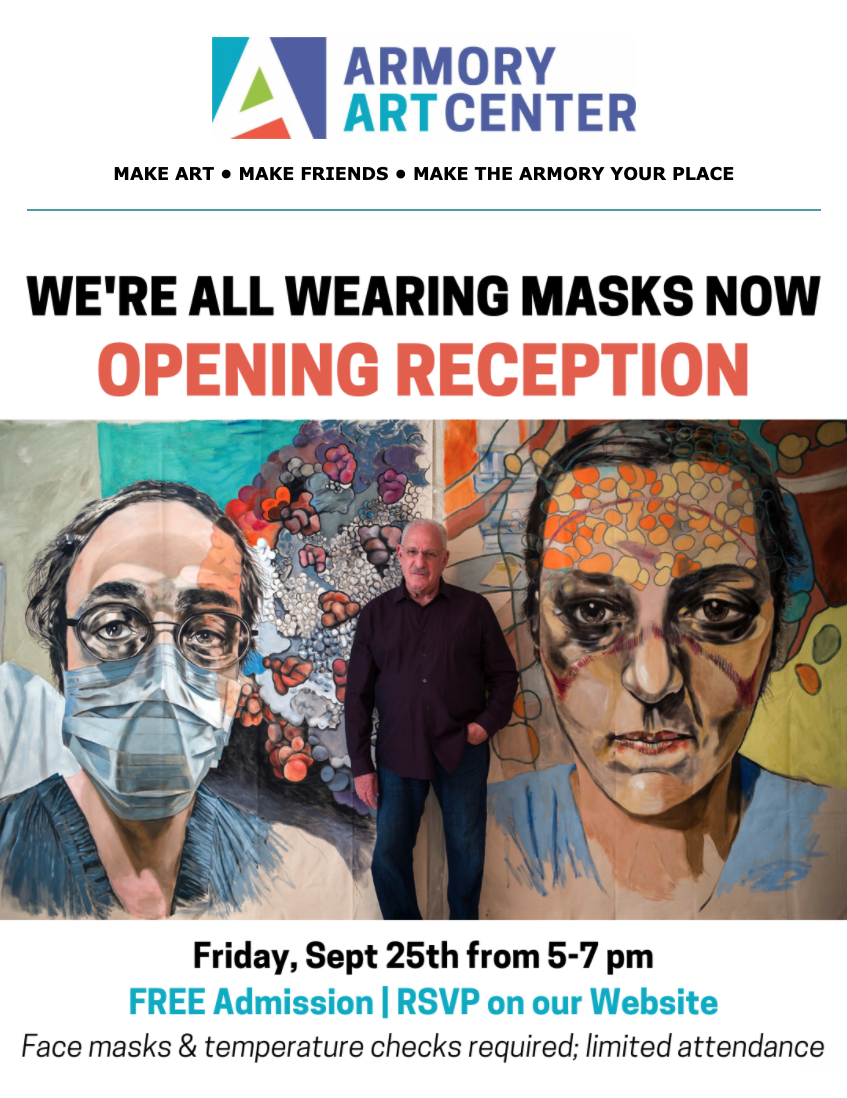 ARMORY
ART CENTER
MAKE ART ● MAKE FRIENDS ● MAKE THE ARMORY YOUR PLACE
WE'RE ALL WEARING MASKS NOW
OPENING RECEPTION
Friday, Sept 25th from 5-7 pm
FREE Admission | RSVP on our Website
Face masks & temperature checks required; limited attendance